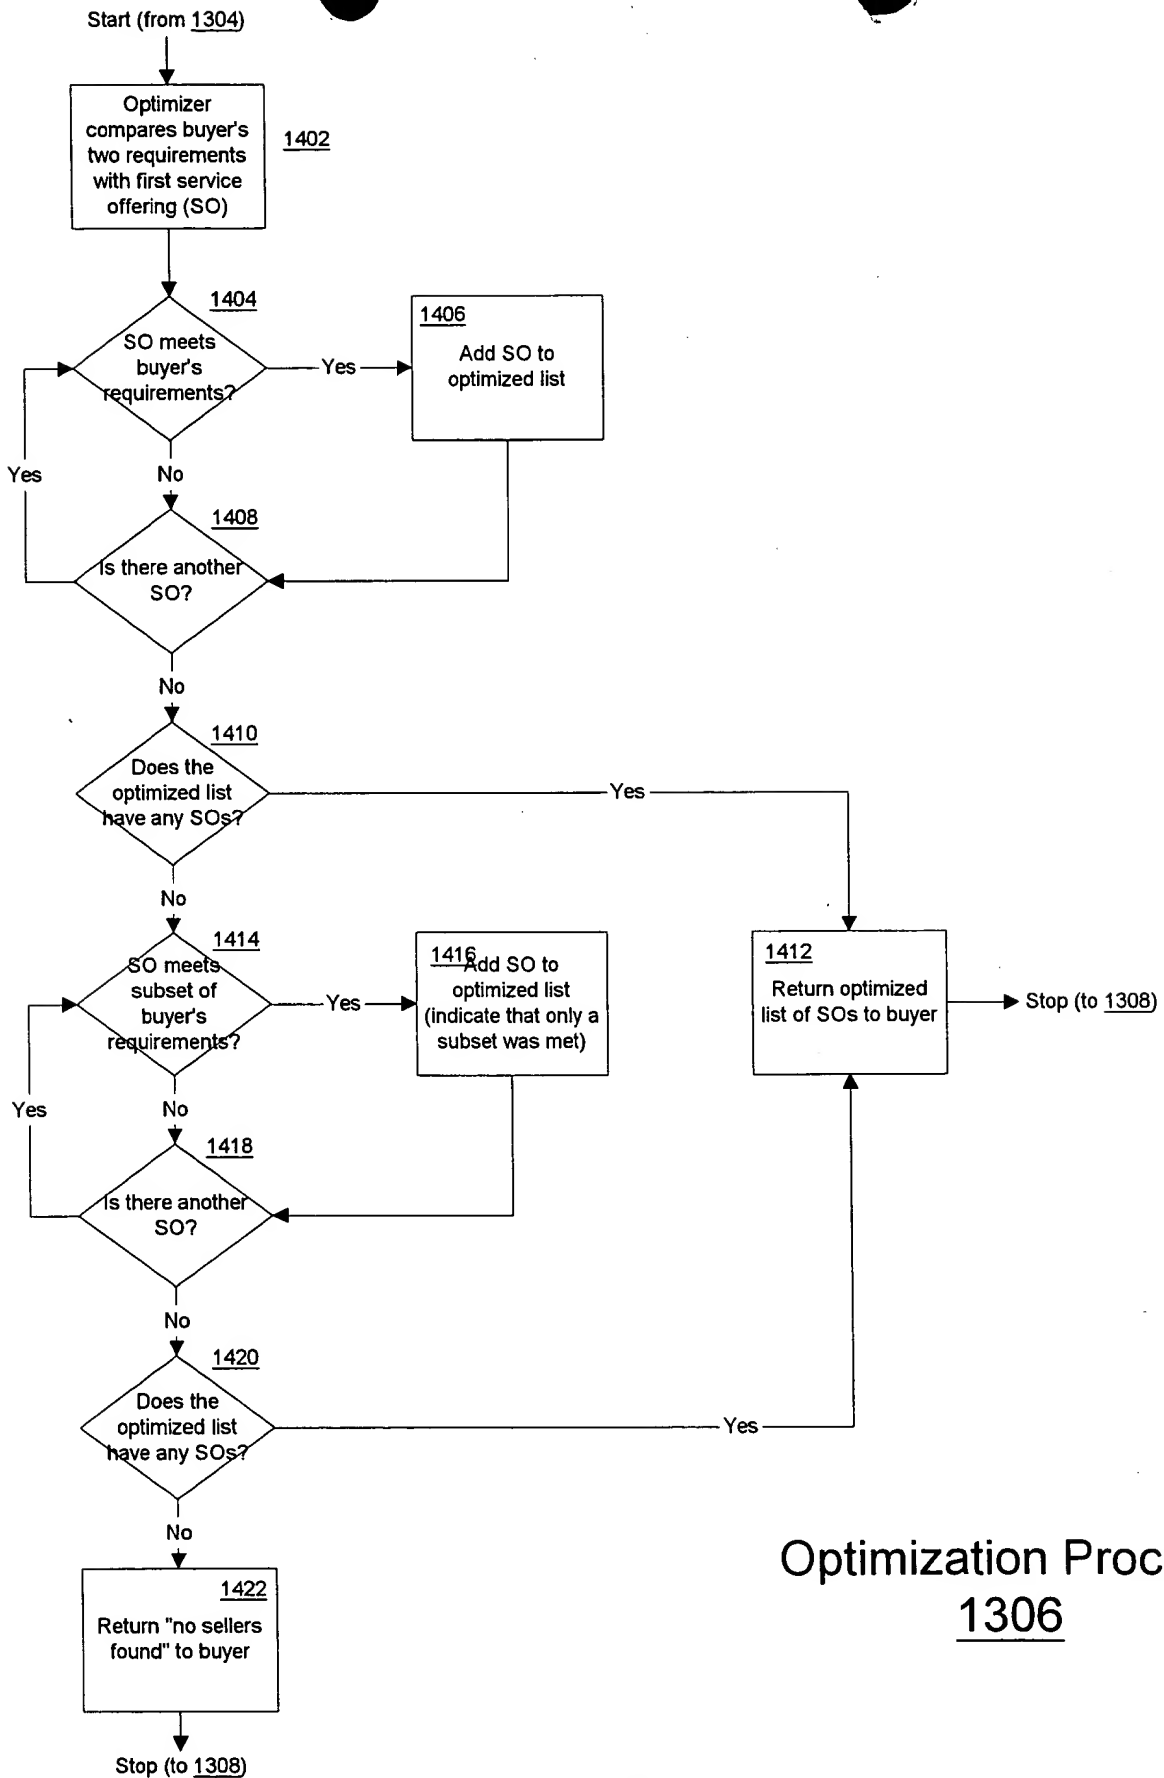 Start (from 1304)
Optimizer
compares buyer's
two requirements
with first service
offering (SO)
1402
1404
SO meets
buyer's
requirements?
Yes
1406
Add SO to
optimized list
Yes
No
1408
Is there another
SO?
No
1410
Does the
optimized list
have any SOs?
Yes
No
1414
SO meets
subset of
buyer's
requirements?
Yes
1416
Add SO to
optimized list
(indicate that only a
subset was met)
1412
Return optimized
list of SOs to buyer
Stop (to 1308)
Yes
No
1418
Is there another
SO?
No
1420
Does the
optimized list
have any SOs?
Yes
No
1422
Return "no sellers
found" to buyer
Stop (to 1308)
Optimization Proc
1306